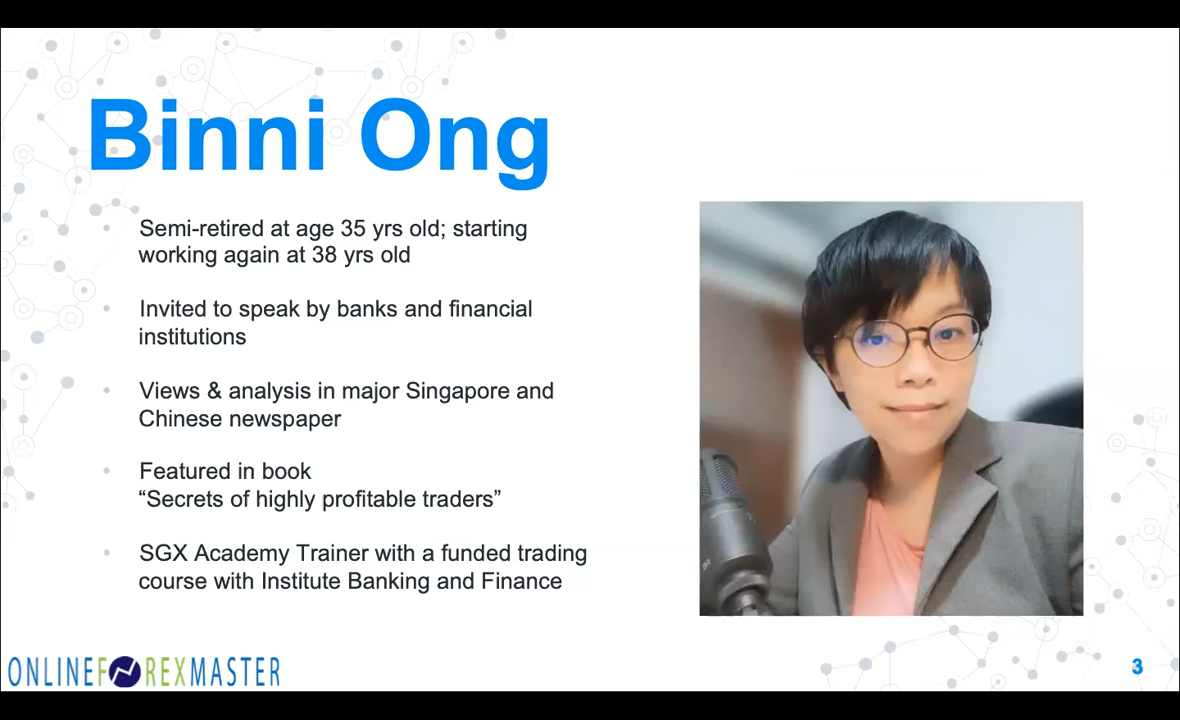 Binni Ong
Semi-retired at age 35 yrs old; starting
working again at 38 yrs old
Invited to speak by banks and financial
institutions
Views & analysis in major Singapore and
Chinese newspaper
Featured in book
“Secrets of highly profitable traders”
SGX Academy Trainer with a funded trading
course with Institute Banking and Finance
ONLINEFOREXMASTER
3